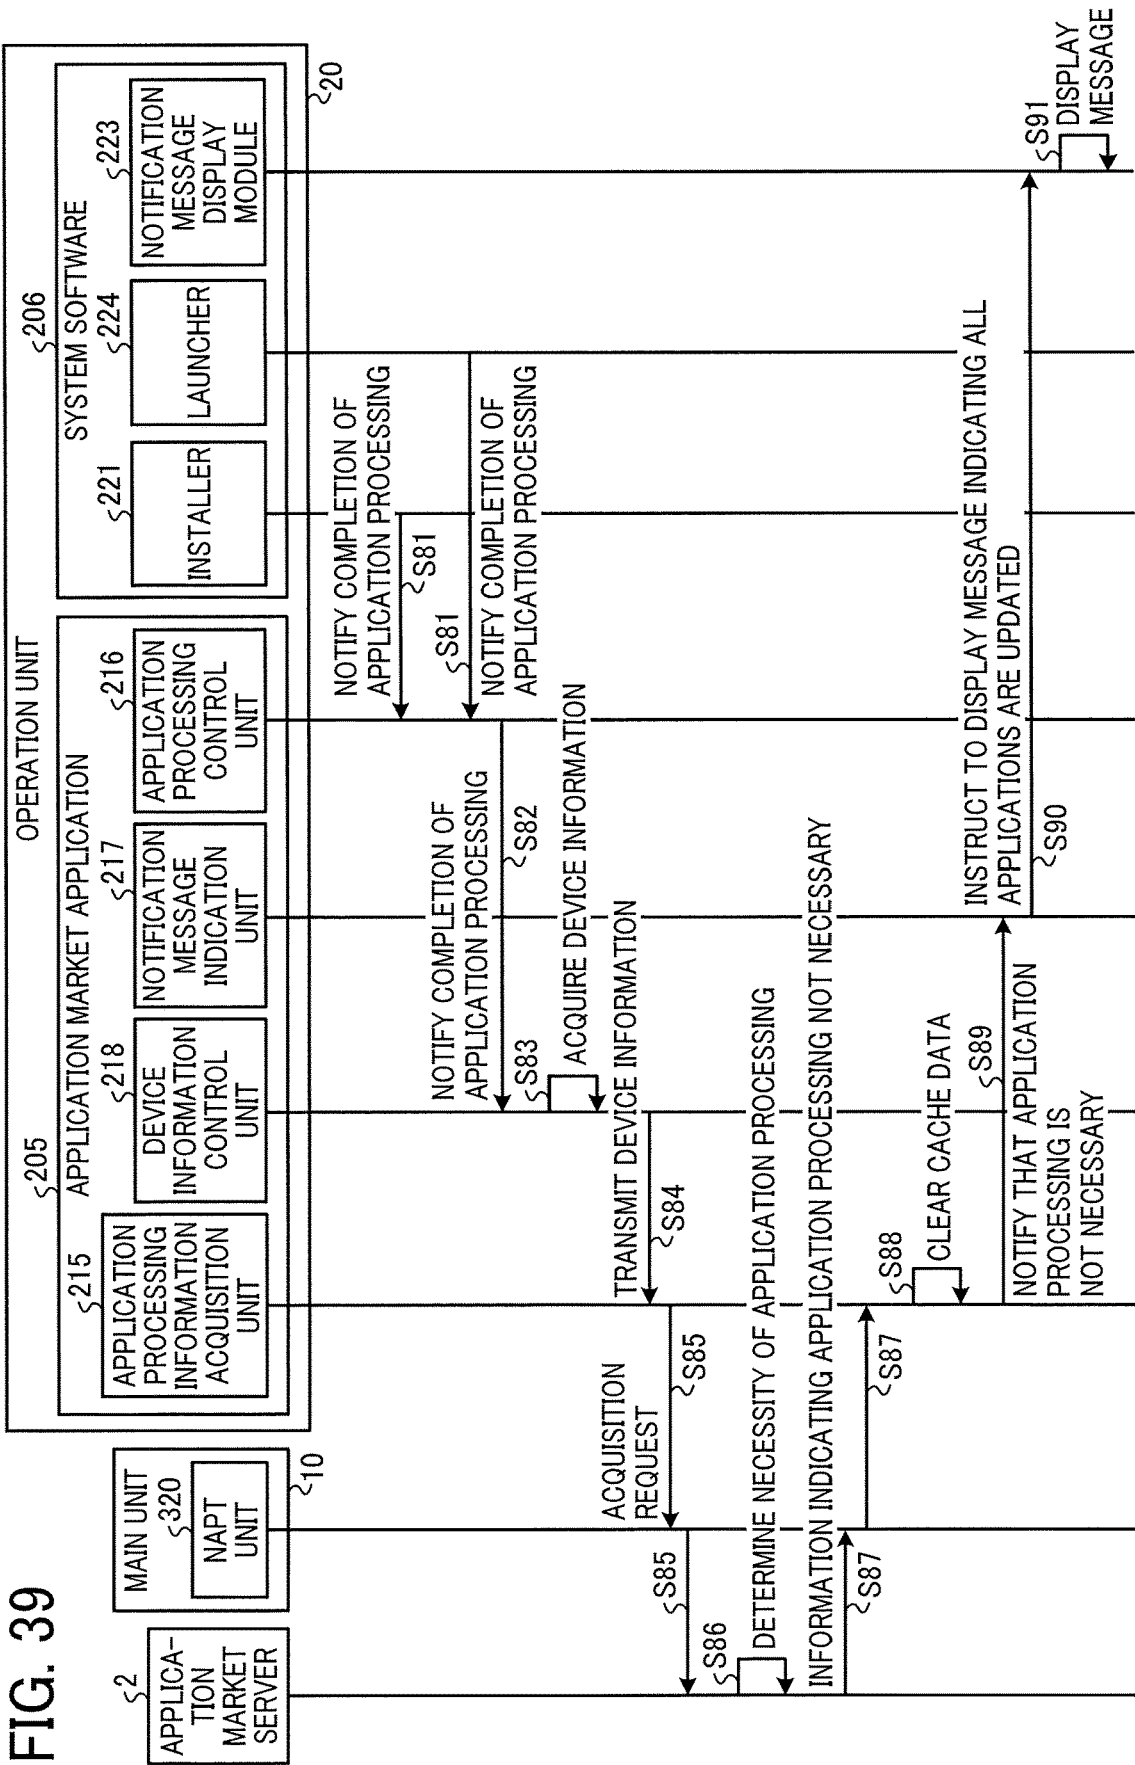 FIG. 39
2
APPLICA-
TION
MARKET
SERVER
MAIN UNIT
320
NAPT
UNIT
10
OPERATION UNIT
205
APPLICATION MARKET APPLICATION
215
APPLICATION
PROCESSING
INFORMATION
ACQUISITION
UNIT
218
DEVICE
INFORMATION
CONTROL
UNIT
217
NOTIFICATION
MESSAGE
INDICATION
UNIT
216
APPLICATION
PROCESSING
CONTROL
UNIT
206
SYSTEM SOFTWARE
221
INSTALLER
224
LAUNCHER
223
NOTIFICATION
MESSAGE
DISPLAY
MODULE
20
NOTIFY COMPLETION OF
APPLICATION PROCESSING
S81
S81
NOTIFY COMPLETION OF
APPLICATION PROCESSING
NOTIFY COMPLETION OF
APPLICATION PROCESSING
S82
S83
ACQUIRE DEVICE INFORMATION
TRANSMIT DEVICE INFORMATION
S84
ACQUISITION
REQUEST
S85
S85
S86
DETERMINE NECESSITY OF APPLICATION PROCESSING
INFORMATION INDICATING APPLICATION PROCESSING NOT NECESSARY
S87
S87
S88
CLEAR CACHE DATA
S89
NOTIFY THAT APPLICATION
PROCESSING IS
NOT NECESSARY
INSTRUCT TO DISPLAY MESSAGE INDICATING ALL
APPLICATIONS ARE UPDATED
S90
S91
DISPLAY
MESSAGE